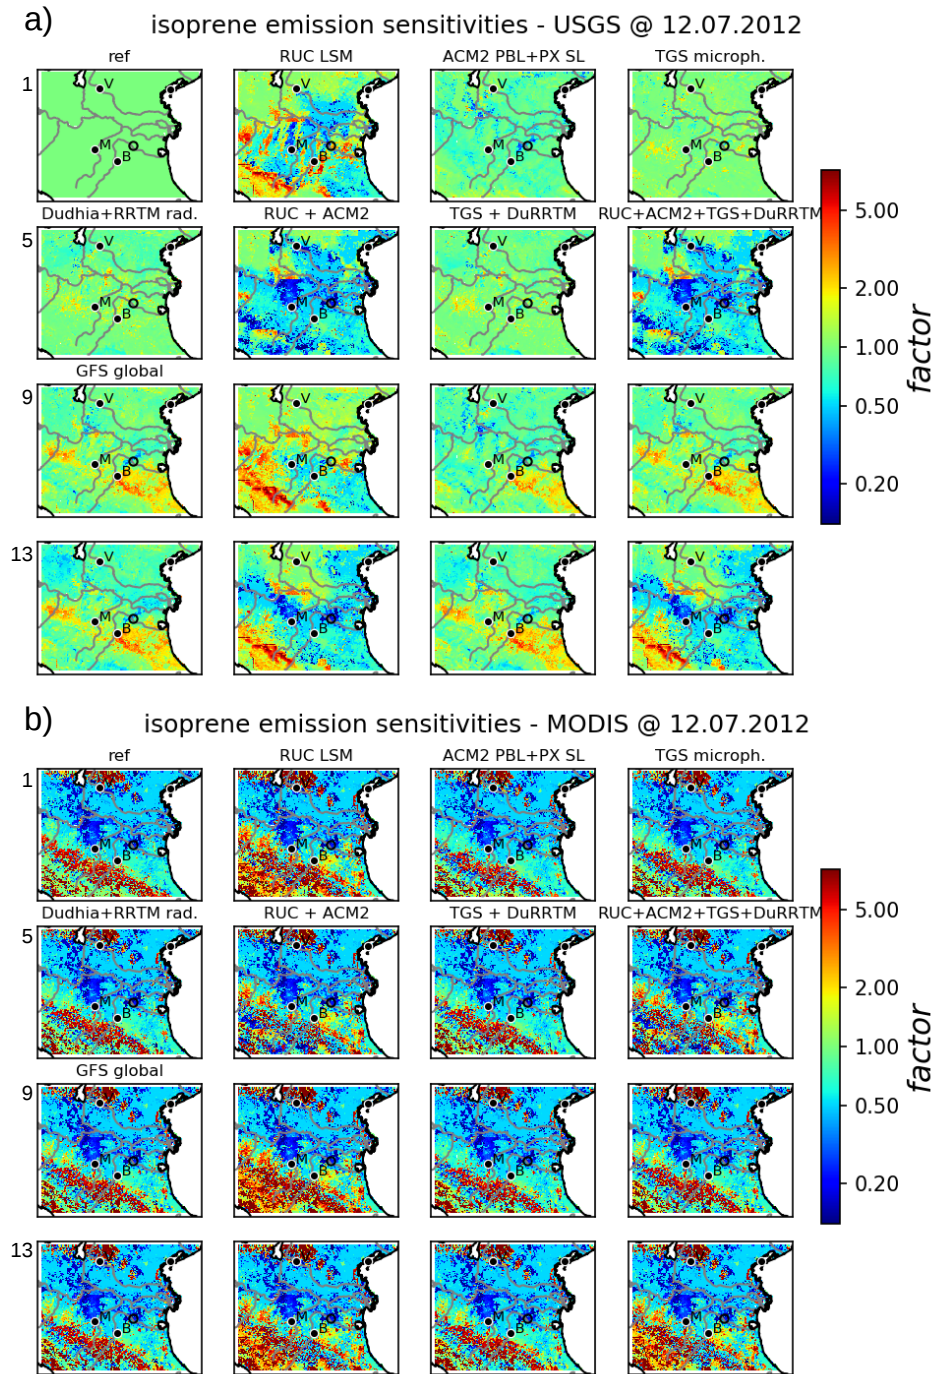 a)
isoprene emission sensitivities - USGS @ 12.07.2012
ref
RUC LSM
ACM2 PBL+PX SL
TGS microph.
1
V
M
B
V
M
B
V
M
B
V
M
B
Dudhia+RRTM rad.
RUC + ACM2
TGS + DuRRTM
RUC+ACM2+TGS+DuRRTM
5
V
M
B
V
M
B
V
M
B
V
M
B
GFS global
9
V
M
B
V
M
B
V
M
B
V
M
B
13
V
M
B
V
M
B
V
M
B
V
M
B
5.00
2.00
1.00
0.50
0.20
factor
b)
isoprene emission sensitivities - MODIS @ 12.07.2012
ref
RUC LSM
ACM2 PBL+PX SL
TGS microph.
1
V
M
B
V
M
B
V
M
B
V
M
B
Dudhia+RRTM rad.
RUC + ACM2
TGS + DuRRTM
RUC+ACM2+TGS+DuRRTM
5
V
M
B
V
M
B
V
M
B
V
M
B
GFS global
9
V
M
B
V
M
B
V
M
B
V
M
B
13
V
M
B
V
M
B
V
M
B
V
M
B
5.00
2.00
1.00
0.50
0.20
factor